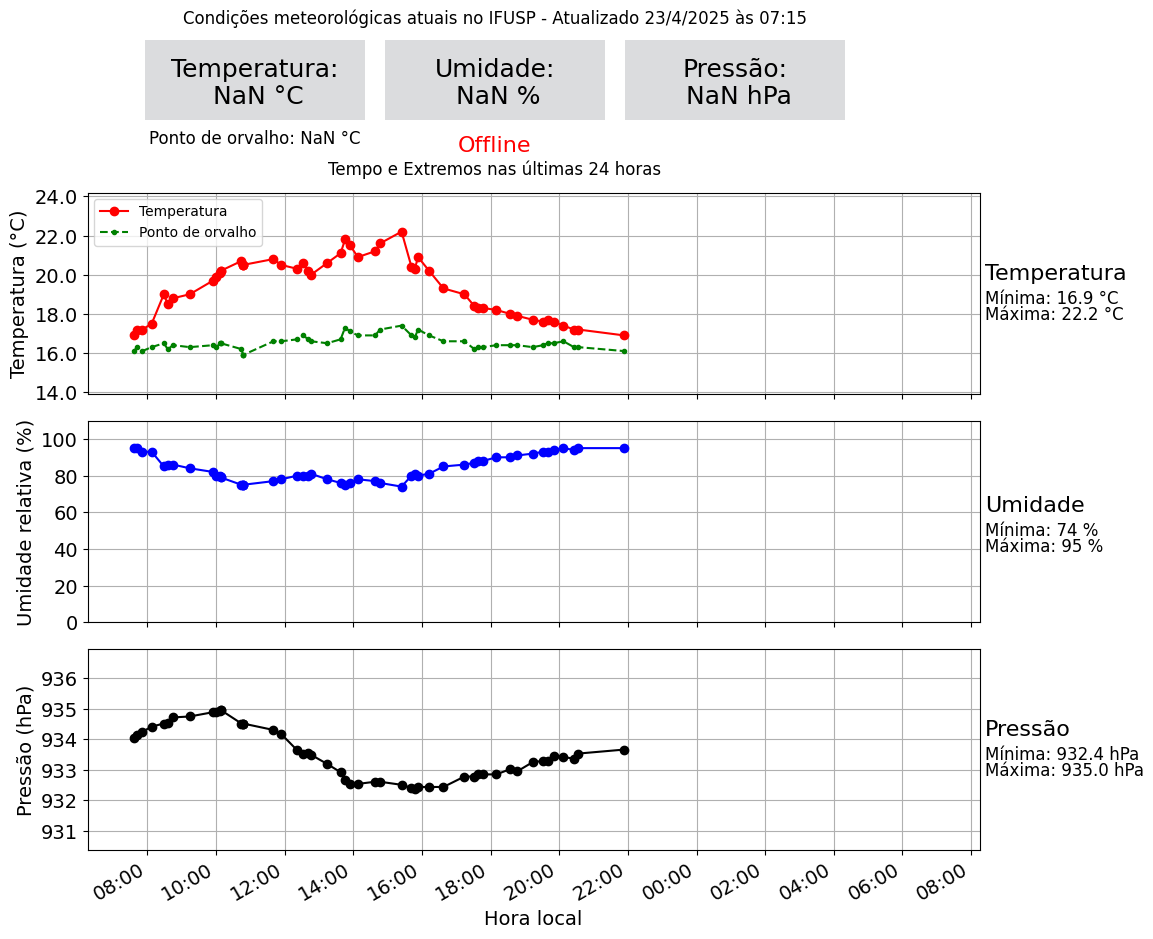 Condições meteorológicas atuais no IFUSP - Atualizado 23/4/2025 às 07:15
Temperatura:
NaN °C
Umidade:
NaN %
Pressão:
NaN hPa
Ponto de orvalho: NaN °C
Offline
Tempo e Extremos nas últimas 24 horas
Temperatura (°C)
24.0
22.0
20.0
18.0
16.0
14.0
Temperatura
Ponto de orvalho
Temperatura
Mínima: 16.9 °C
Máxima: 22.2 °C
Umidade relativa (%)
100
80
60
40
20
0
Umidade
Mínima: 74 %
Máxima: 95 %
Pressão (hPa)
936
935
934
933
932
931
Pressão
Mínima: 932.4 hPa
Máxima: 935.0 hPa
08:00 10:00 12:00 14:00 16:00 18:00 20:00 22:00 00:00 02:00 04:00 06:00 08:00
Hora local